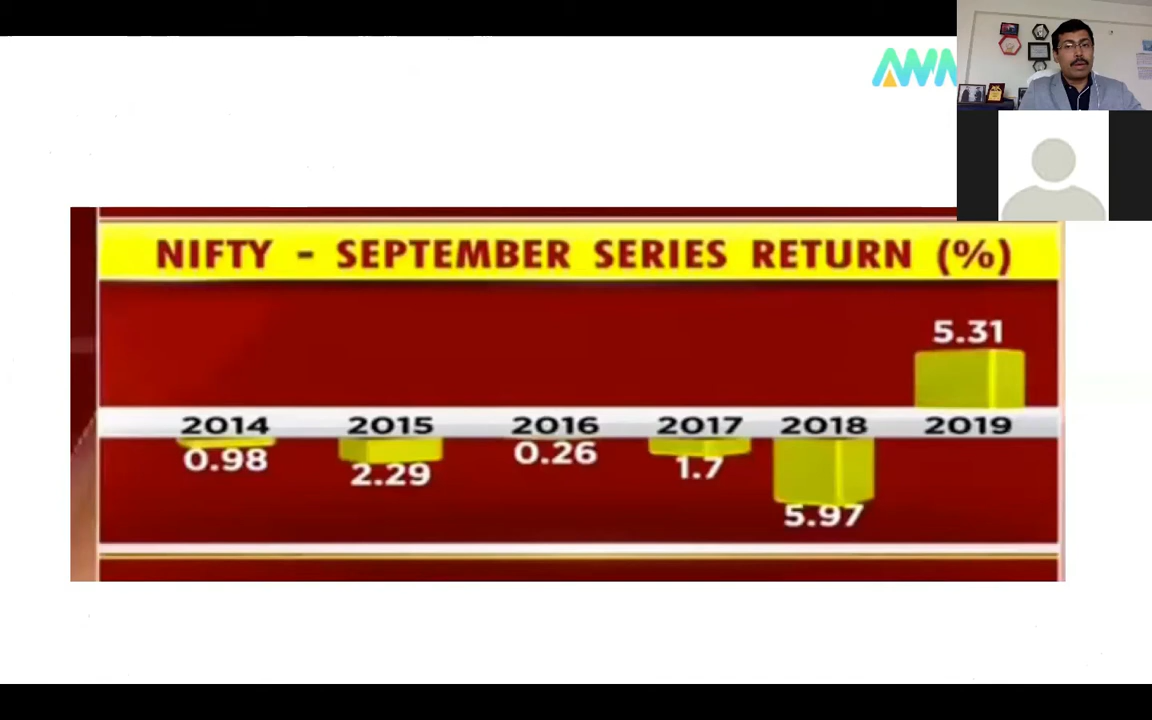 NIFTY - SEPTEMBER SERIES RETURN (%)
5.31
2014 2015 2016 2017 2018 2019
0.98 2.29 0.26 1.7 5.97